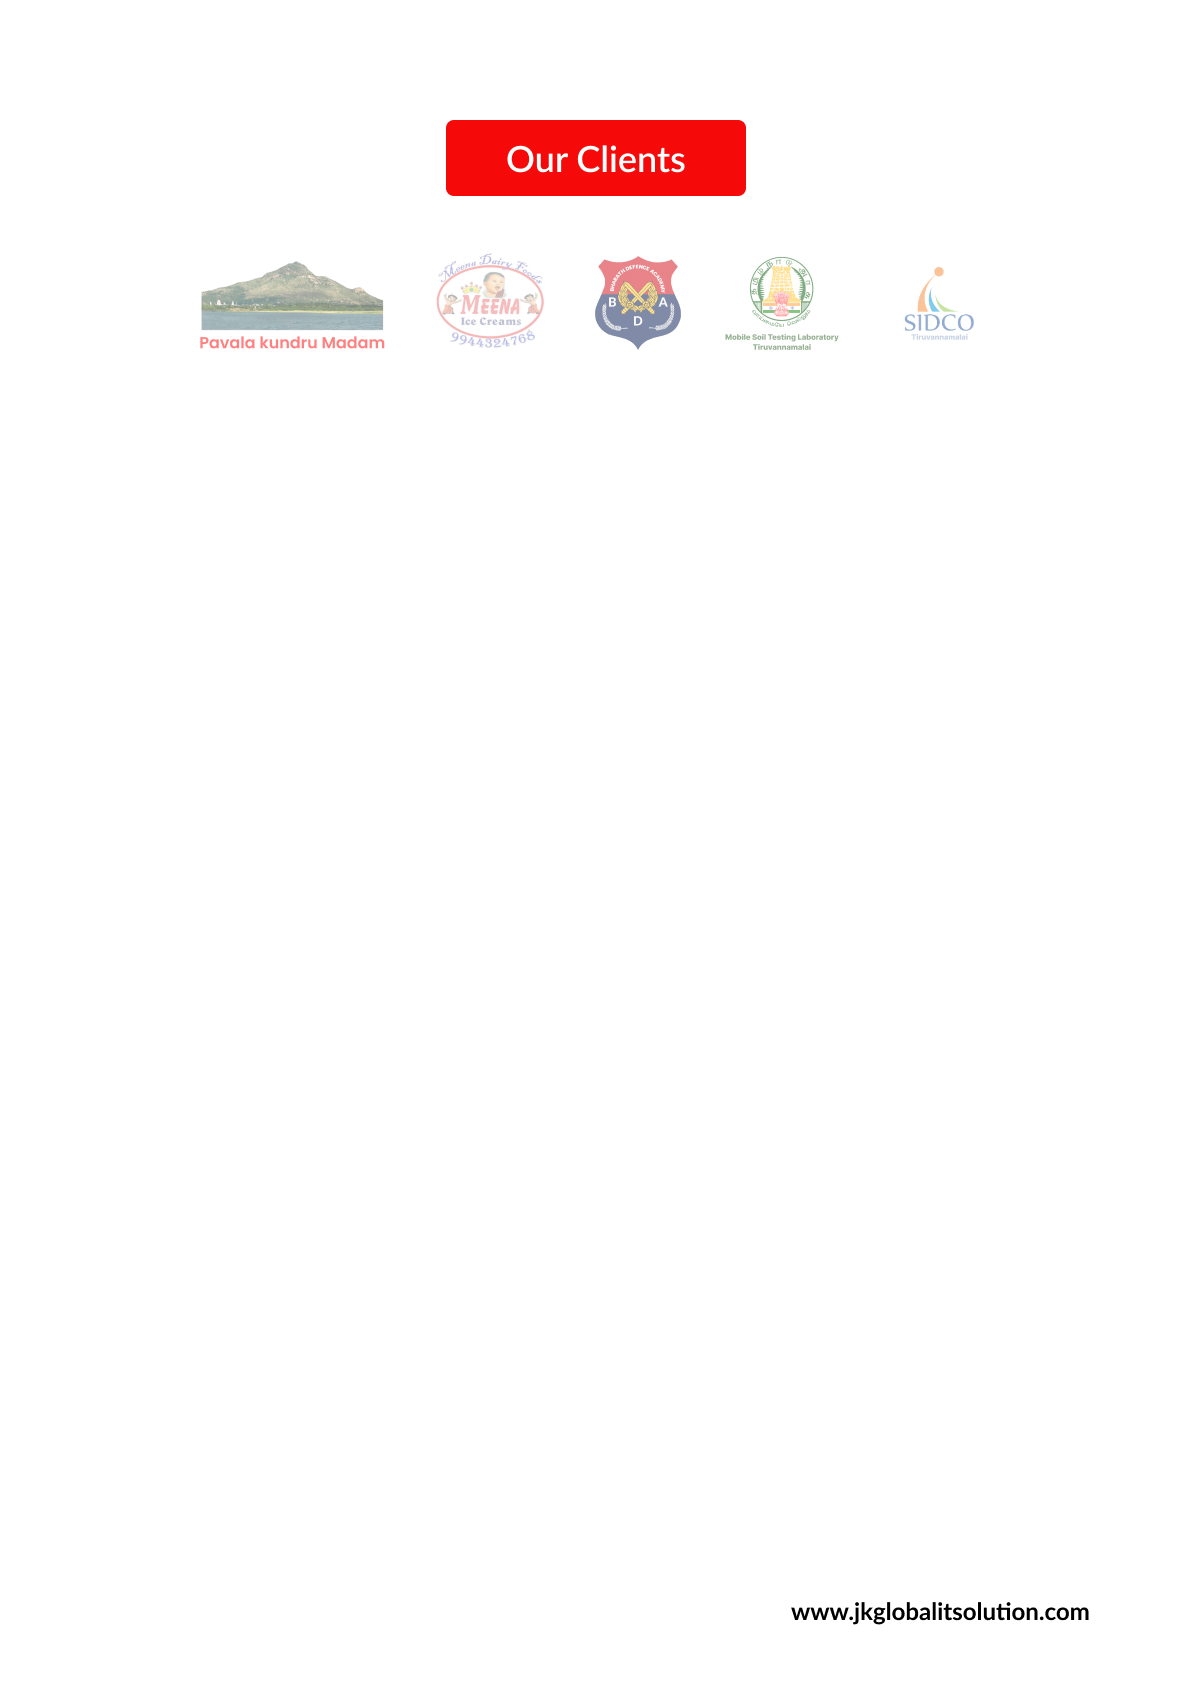 Our Clients
Pavala kundru Madam
Meena Dairy Foods
MEENA
Ice Creams
9944324768
BHARATH DEFENCE ACADEMY
B A
D
Mobile Soil Testing Laboratory
Tiruvannamalai
SIDCO
Tiruvannamalai
www.jkglobalitsolution.com